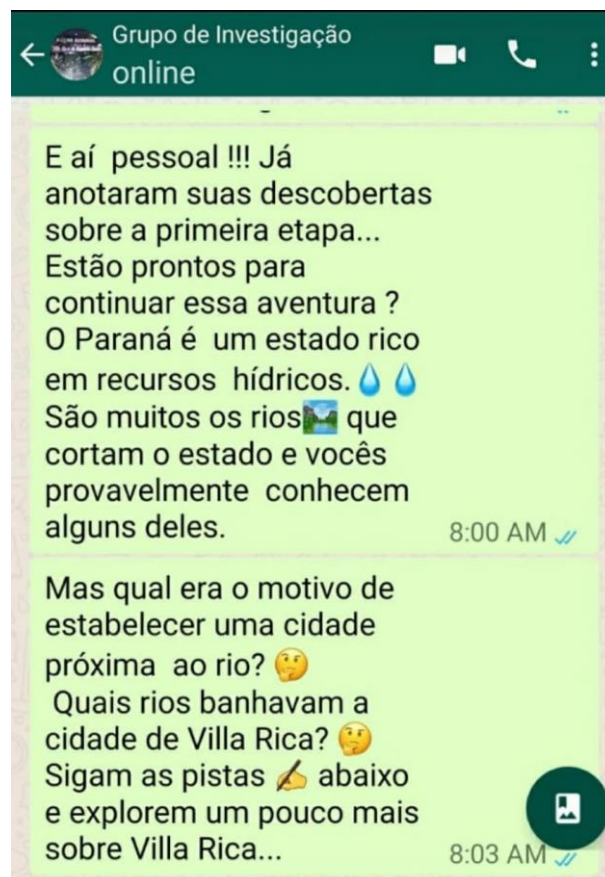 Grupo de Investigação
online
E aí pessoal !!! Já
anotaram suas descobertas
sobre a primeira etapa...
Estão prontos para
continuar essa aventura ?
O Paraná é um estado rico
em recursos hídricos.💧💧
São muitos os rios🏞️ que
cortam o estado e vocês
provavelmente conhecem
alguns deles.
8:00 AM
Mas qual era o motivo de
estabelecer uma cidade
próxima ao rio? 🤔
Quais rios banhavam a
cidade de Villa Rica? 🤔
Sigam as pistas ✍️ abaixo
e explorem um pouco mais
sobre Villa Rica...
8:03 AM